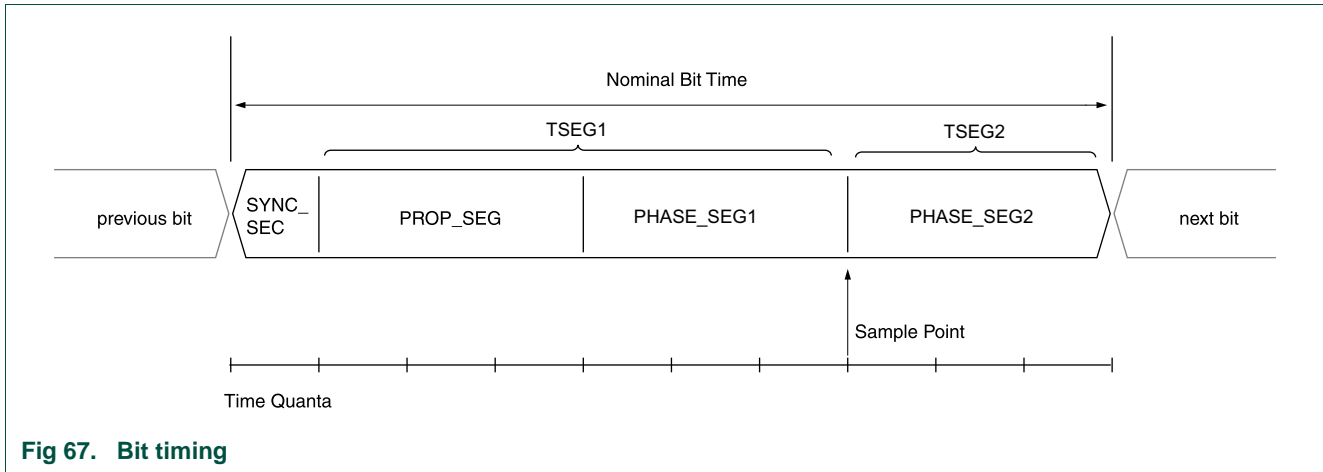 Nominal Bit Time
TSEG1
TSEG2
previous bit
SYNC_
SEC
PROP_SEG
PHASE_SEG1
PHASE_SEG2
next bit
Sample Point
Time Quanta
Fig 67. Bit timing